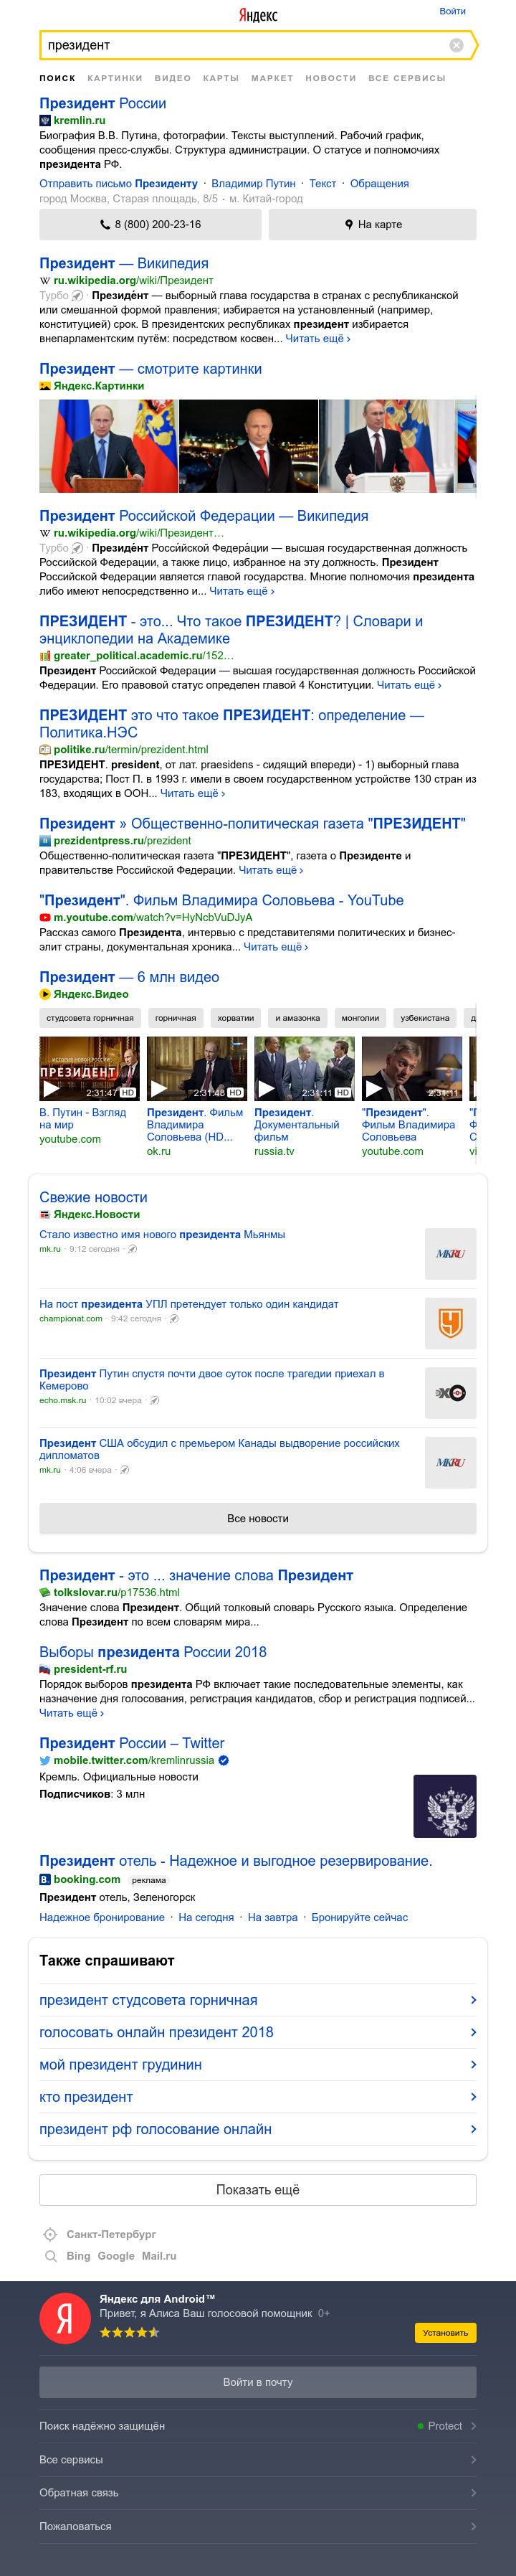 Яндекс
Войти
президент
ПОИСК КАРТИНКИ ВИДЕО КАРТЫ МАРКЕТ НОВОСТИ ВСЕ СЕРВИСЫ
Президент России
kremlin.ru
Биография В.В. Путина, фотографии. Тексты выступлений. Рабочий график,
сообщения пресс-службы. Структура администрации. О статусе и полномочиях
президента РФ.
Отправить письмо Президенту · Владимир Путин · Текст · Обращения
город Москва, Старая площадь, 8/5 · м. Китай-город
8 (800) 200-23-16
На карте
Президент — Википедия
ru.wikipedia.org/wiki/Президент
Турбо · Президе́нт — выборный глава государства в странах с республиканской
или смешанной формой правления; избирается на установленный (например,
конституцией) срок. В президентских республиках президент избирается
внепарламентским путём: посредством косвен... Читать ещё ›
Президент — смотрите картинки
Яндекс.Картинки
Президент Российской Федерации — Википедия
ru.wikipedia.org/wiki/Президент…
Турбо · Президе́нт Росси́йской Федера́ции — высшая государственная должность
Российской Федерации, а также лицо, избранное на эту должность. Президент
Российской Федерации является главой государства. Многие полномочия президента
либо имеют непосредственно и... Читать ещё ›
ПРЕЗИДЕНТ - это... Что такое ПРЕЗИДЕНТ? | Словари и
энциклопедии на Академике
greater_political.academic.ru/152…
Президент Российской Федерации — высшая государственная должность Российской
Федерации. Его правовой статус определен главой 4 Конституции. Читать ещё ›
ПРЕЗИДЕНТ это что такое ПРЕЗИДЕНТ: определение —
Политика.НЭС
politike.ru/termin/prezident.html
ПРЕЗИДЕНТ. president, от лат. praesidens - сидящий впереди) - 1) выборный глава
государства; Пост П. в 1993 г. имели в своем государственном устройстве 130 стран из
183, входящих в ООН... Читать ещё ›
Президент » Общественно-политическая газета "ПРЕЗИДЕНТ"
prezidentpress.ru/prezident
Общественно-политическая газета "ПРЕЗИДЕНТ", газета о Президенте и
правительстве Российской Федерации. Читать ещё ›
"Президент". Фильм Владимира Соловьева - YouTube
m.youtube.com/watch?v=HyNcbVuDJyA
Рассказ самого Президента, интервью с представителями политических и бизнес-
элит страны, документальная хроника... Читать ещё ›
Президент — 6 млн видео
Яндекс.Видео
студсовета горничная горничная хорватии и амазонка монголии узбекистана д
ПРЕЗИДЕНТ
2:31:47 HD
2:31:48 HD
2:31:11 HD
2:31:11
В. Путин - Взгляд
на мир
youtube.com
Президент. Фильм
Владимира
Соловьева (HD...
ok.ru
Президент.
Документальный
фильм
russia.tv
"Президент".
Фильм Владимира
Соловьева
youtube.com
Свежие новости
Яндекс.Новости
Стало известно имя нового президента Мьянмы
mk.ru · 9:12 сегодня ·
MKRU
На пост президента УПЛ претендует только один кандидат
championat.com · 9:42 сегодня ·
Президент Путин спустя почти двое суток после трагедии приехал в
Кемерово
echo.msk.ru · 10:02 вчера ·
Президент США обсудил с премьером Канады выдворение российских
дипломатов
mk.ru · 4:06 вчера ·
MKRU
Все новости
Президент - это ... значение слова Президент
tolkslovar.ru/p17536.html
Значение слова Президент. Общий толковый словарь Русского языка. Определение
слова Президент по всем словарям мира...
Выборы президента России 2018
president-rf.ru
Порядок выборов президента РФ включает такие последовательные элементы, как
назначение дня голосования, регистрация кандидатов, сбор и регистрация подписей...
Читать ещё ›
Президент России – Twitter
mobile.twitter.com/kremlinrussia
Кремль. Официальные новости
Подписчиков: 3 млн
Президент отель - Надежное и выгодное резервирование.
B. booking.com реклама
Президент отель, Зеленогорск
Надежное бронирование · На сегодня · На завтра · Бронируйте сейчас
Также спрашивают
президент студсовета горничная
голосовать онлайн президент 2018
мой президент грудинин
кто президент
президент рф голосование онлайн
Показать ещё
Санкт-Петербург
Bing Google Mail.ru
Я
Яндекс для Android™
Привет, я Алиса Ваш голосовой помощник 0+
Установить
Войти в почту
Поиск надёжно защищён
Protect
Все сервисы
Обратная связь
Пожаловаться